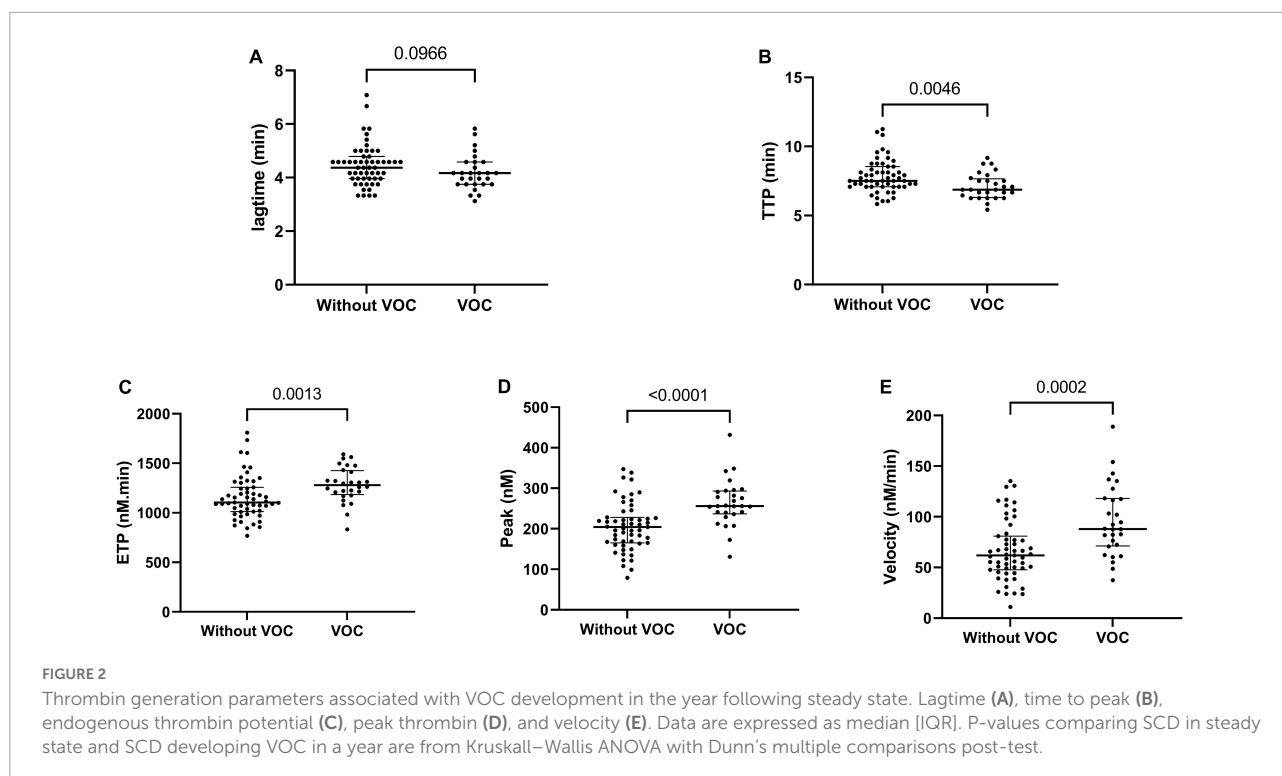 A
0.0966
8
6
4
2
0
lagtime (min)
Without VOC
VOC
B
0.0046
15
10
5
0
TTP (min)
Without VOC
VOC
C
0.0013
2000
1500
1000
500
0
ETP (nM.min)
Without VOC
VOC
D
<0.0001
500
400
300
200
100
0
Peak (nM)
Without VOC
VOC
E
0.0002
200
150
100
50
0
Velocity (nM/min)
Without VOC
VOC
FIGURE 2
Thrombin generation parameters associated with VOC development in the year following steady state. Lagtime (A), time to peak (B),
endogenous thrombin potential (C), peak thrombin (D), and velocity (E). Data are expressed as median [IQR]. P-values comparing SCD in steady
state and SCD developing VOC in a year are from Kruskall–Wallis ANOVA with Dunn’s multiple comparisons post-test.